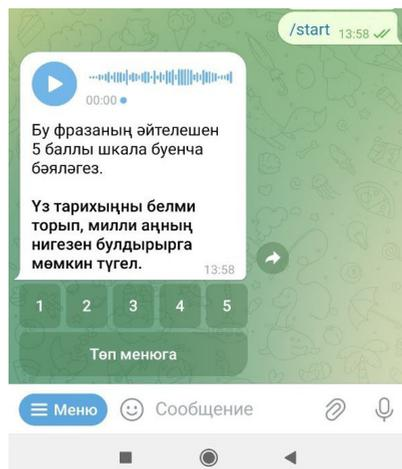 /start 13:58
00:00
Бу фразаның әйтелешен
5 баллы шкала буенча
бәяләгез.
Үз тарихыңны белми
торып, милли аңның
нигезен булдырырга
мөмкин түгел.
13:58
1 2 3 4 5
Төп менюга
Меню Сообщение